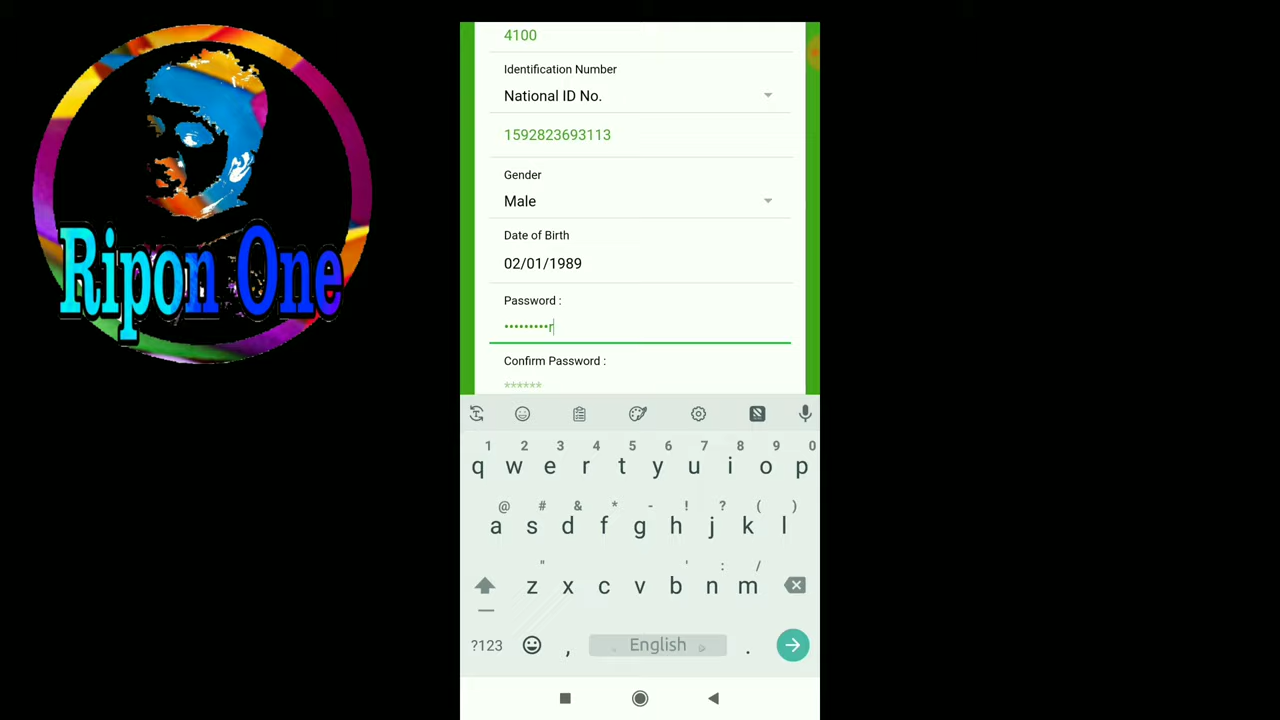 Ripon One
4100
Identification Number
National ID No.
1592823693113
Gender
Male
Date of Birth
02/01/1989
Password :
•••••••••r
Confirm Password :
******
1 2 3 4 5 6 7 8 9 0
q w e r t y u i o p
@ # & * - ! ? ( )
a s d f g h j k l
" ' : /
z x c v b n m
?123 , English .